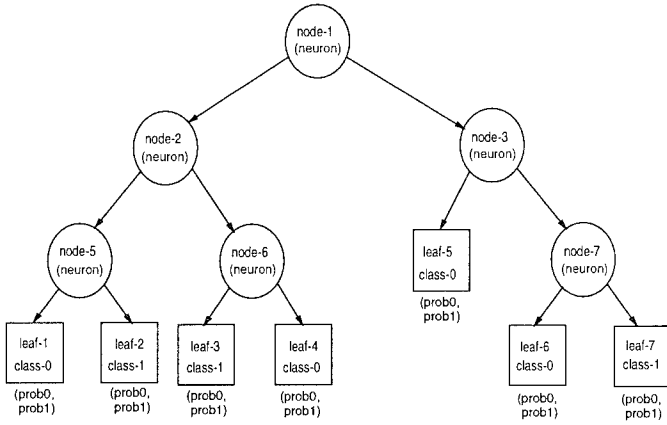 node-1
(neuron)
node-2
(neuron)
node-3
(neuron)
node-5
(neuron)
node-6
(neuron)
leaf-5
class-0
(prob0,
prob1)
node-7
(neuron)
leaf-1
class-0
(prob0,
prob1)
leaf-2
class-1
(prob0,
prob1)
leaf-3
class-1
(prob0,
prob1)
leaf-4
class-0
(prob0,
prob1)
leaf-6
class-0
(prob0,
prob1)
leaf-7
class-1
(prob0,
prob1)